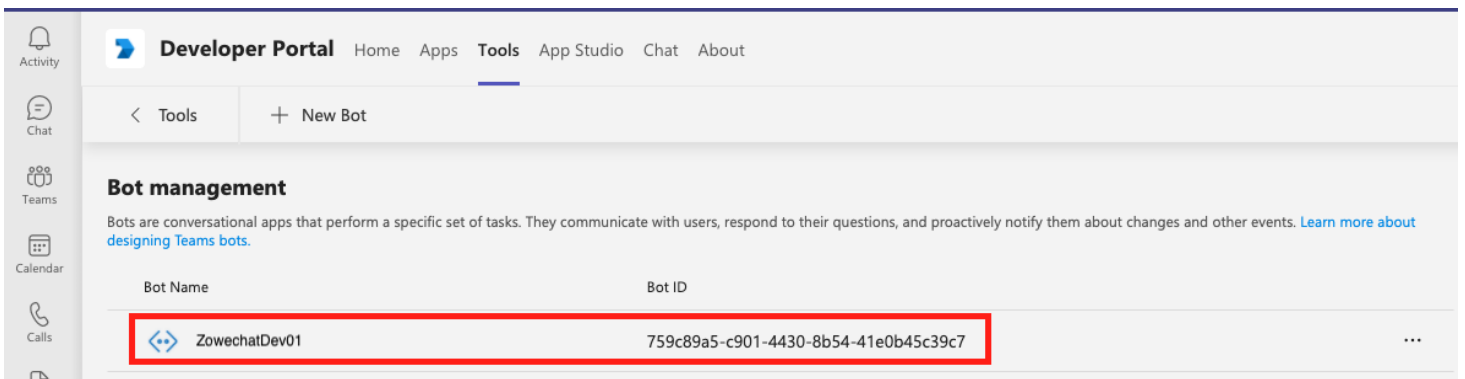 Activity
Chat
Teams
Calendar
Calls
Developer Portal Home Apps Tools App Studio Chat About
Tools New Bot
Bot management
Bots are conversational apps that perform a specific set of tasks. They communicate with users, respond to their questions, and proactively notify them about changes and other events. Learn more about
designing Teams bots.
Bot Name Bot ID
ZowechatDev01 759c89a5-c901-4430-8b54-41e0b45c39c7